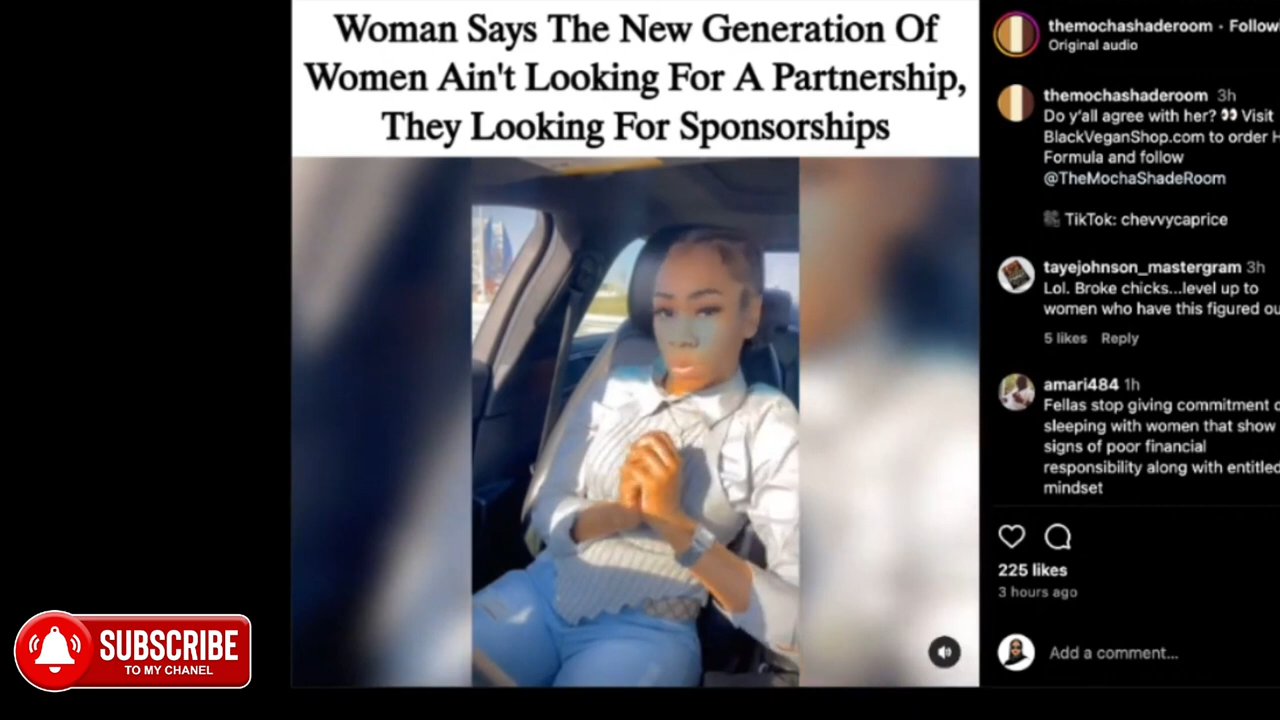 Woman Says The New Generation Of
Women Ain't Looking For A Partnership,
They Looking For Sponsorships
themochashaderoom · Follow
Original audio
themochashaderoom 3h
Do y'all agree with her? 👀 Visit
BlackVeganShop.com to order H
Formula and follow
@TheMochaShadeRoom
TikTok: chevvycaprice
tayejohnson_mastergram 3h
Lol. Broke chicks...level up to
women who have this figured ou
5 likes Reply
amari484 1h
Fellas stop giving commitment o
sleeping with women that show
signs of poor financial
responsibility along with entitled
mindset
225 likes
3 hours ago
Add a comment...
SUBSCRIBE
TO MY CHANEL